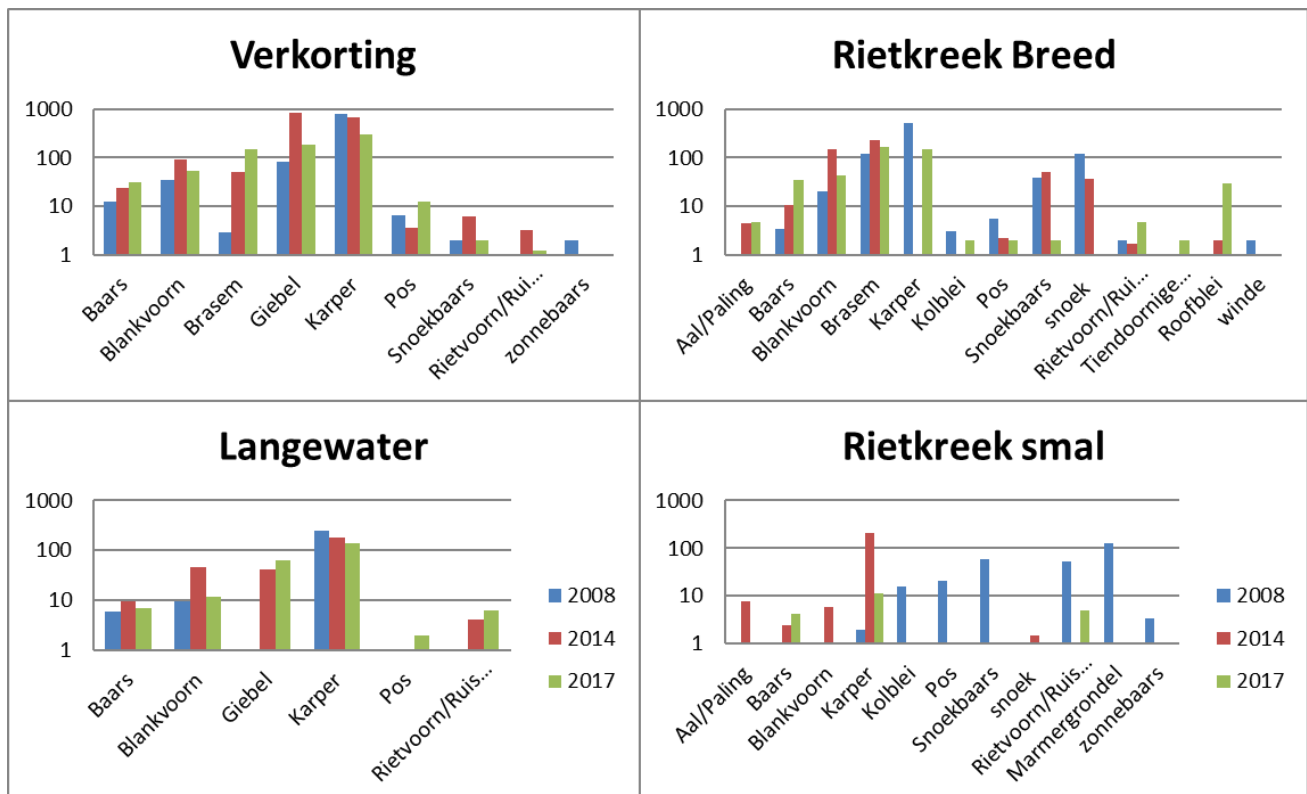 Verkorting
1000
100
10
1
Baars
Blankvoorn
Brasem
Giebel
Karper
Pos
Snoekbaars
Rietvoorn/Rui...
zonnebaars
Rietkreek Breed
1000
100
10
1
Aal/Paling
Baars
Blankvoorn
Brasem
Karper
Kolblei
Pos
Snoekbaars
snoek
Rietvoorn/Rui...
Tiendoornige...
Roofblei
winde
Langewater
1000
100
10
1
Baars
Blankvoorn
Giebel
Karper
Pos
Rietvoorn/Ruis...
2008
2014
2017
Rietkreek smal
1000
100
10
1
Aal/Paling
Baars
Blankvoorn
Karper
Kolblei
Pos
Snoekbaars
snoek
Rietvoorn/Ruis...
Marmergrondel
zonnebaars
2008
2014
2017